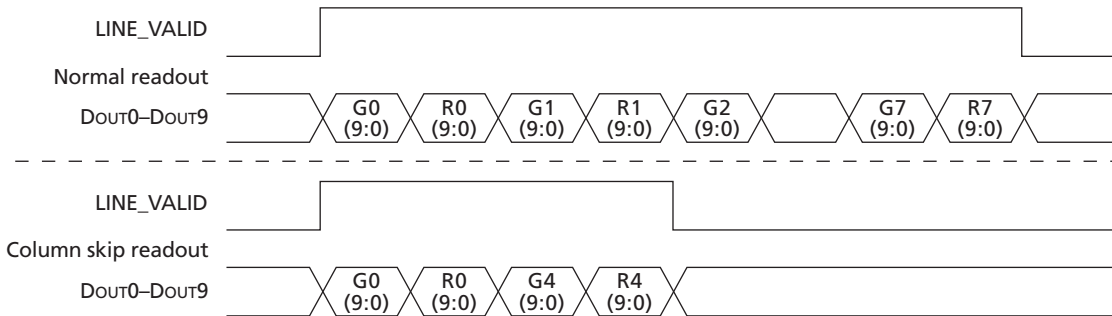 LINE_VALID
Normal readout
DOUT0–DOUT9
G0 (9:0) R0 (9:0) G1 (9:0) R1 (9:0) G2 (9:0) G7 (9:0) R7 (9:0)
LINE_VALID
Column skip readout
DOUT0–DOUT9
G0 (9:0) R0 (9:0) G4 (9:0) R4 (9:0)